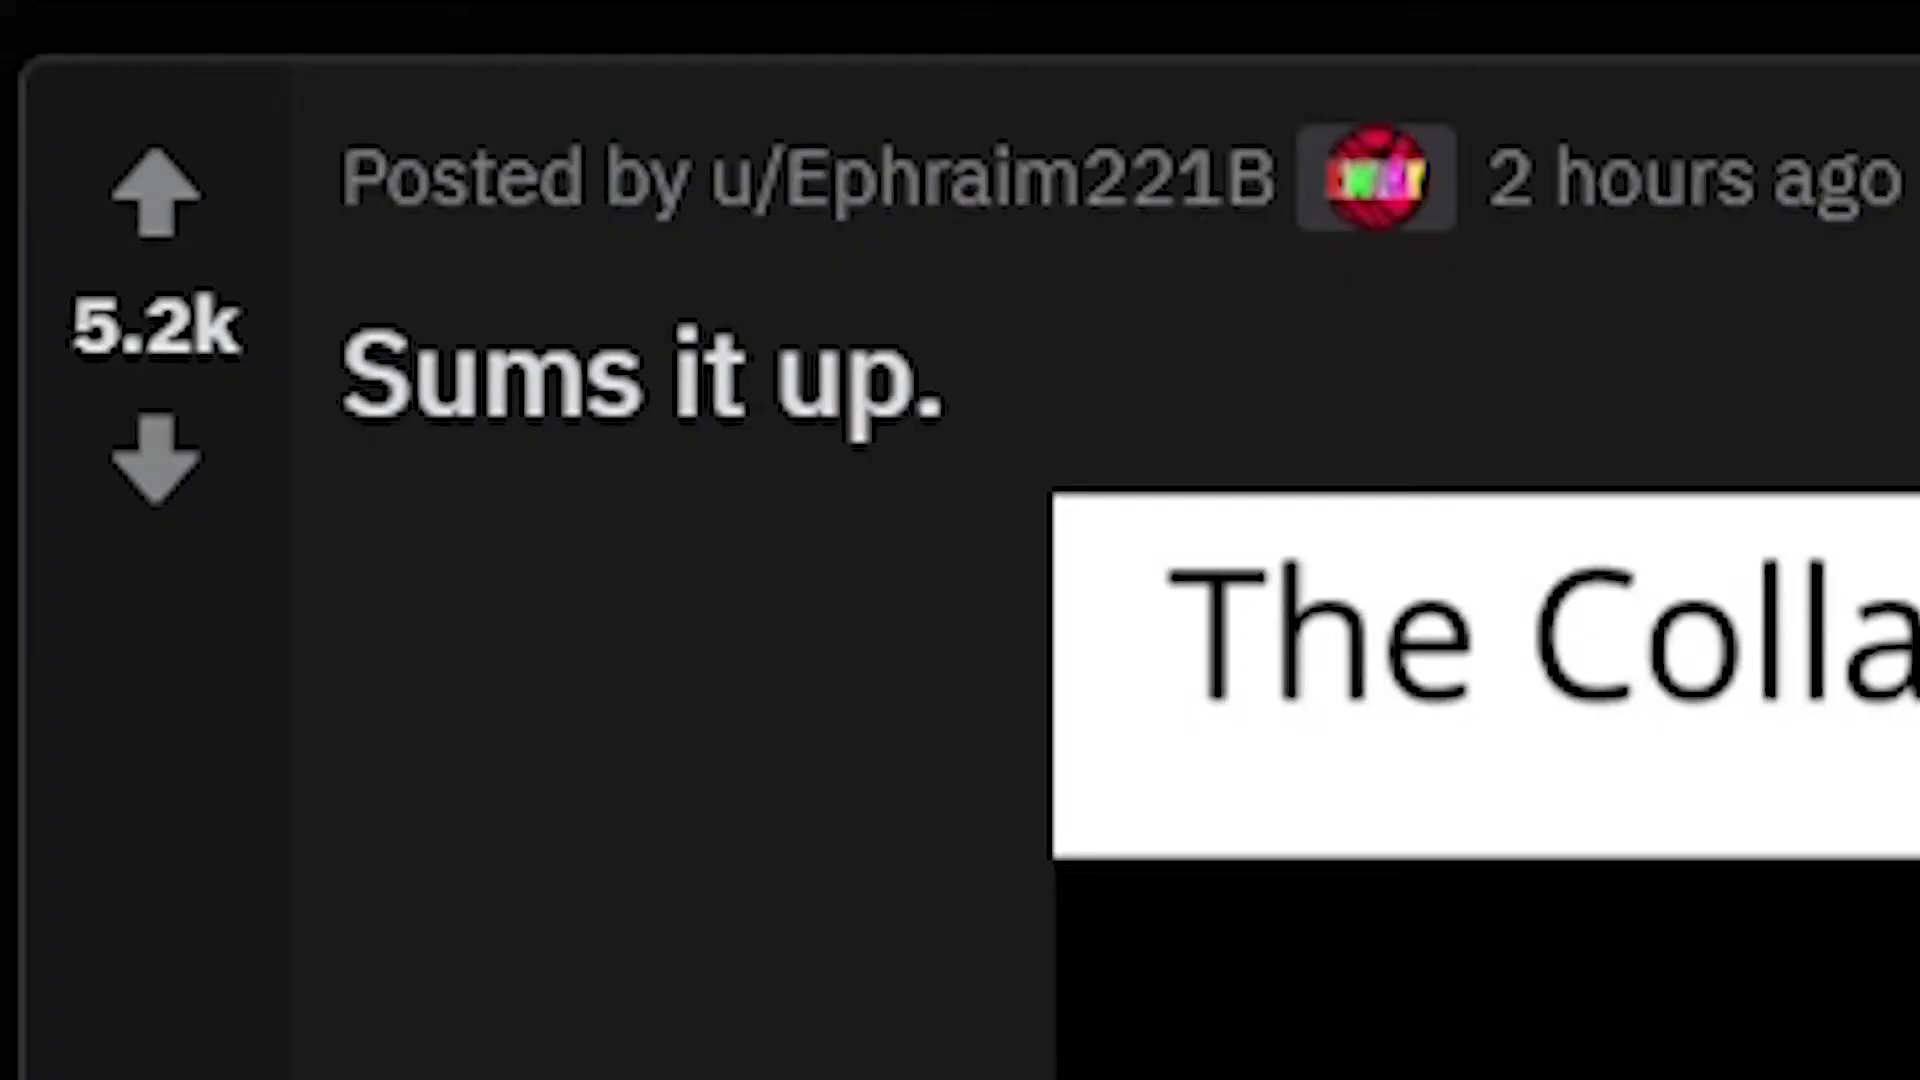 Posted by u/Ephraim221B 2 hours ago
5.2k
Sums it up.
The Colla